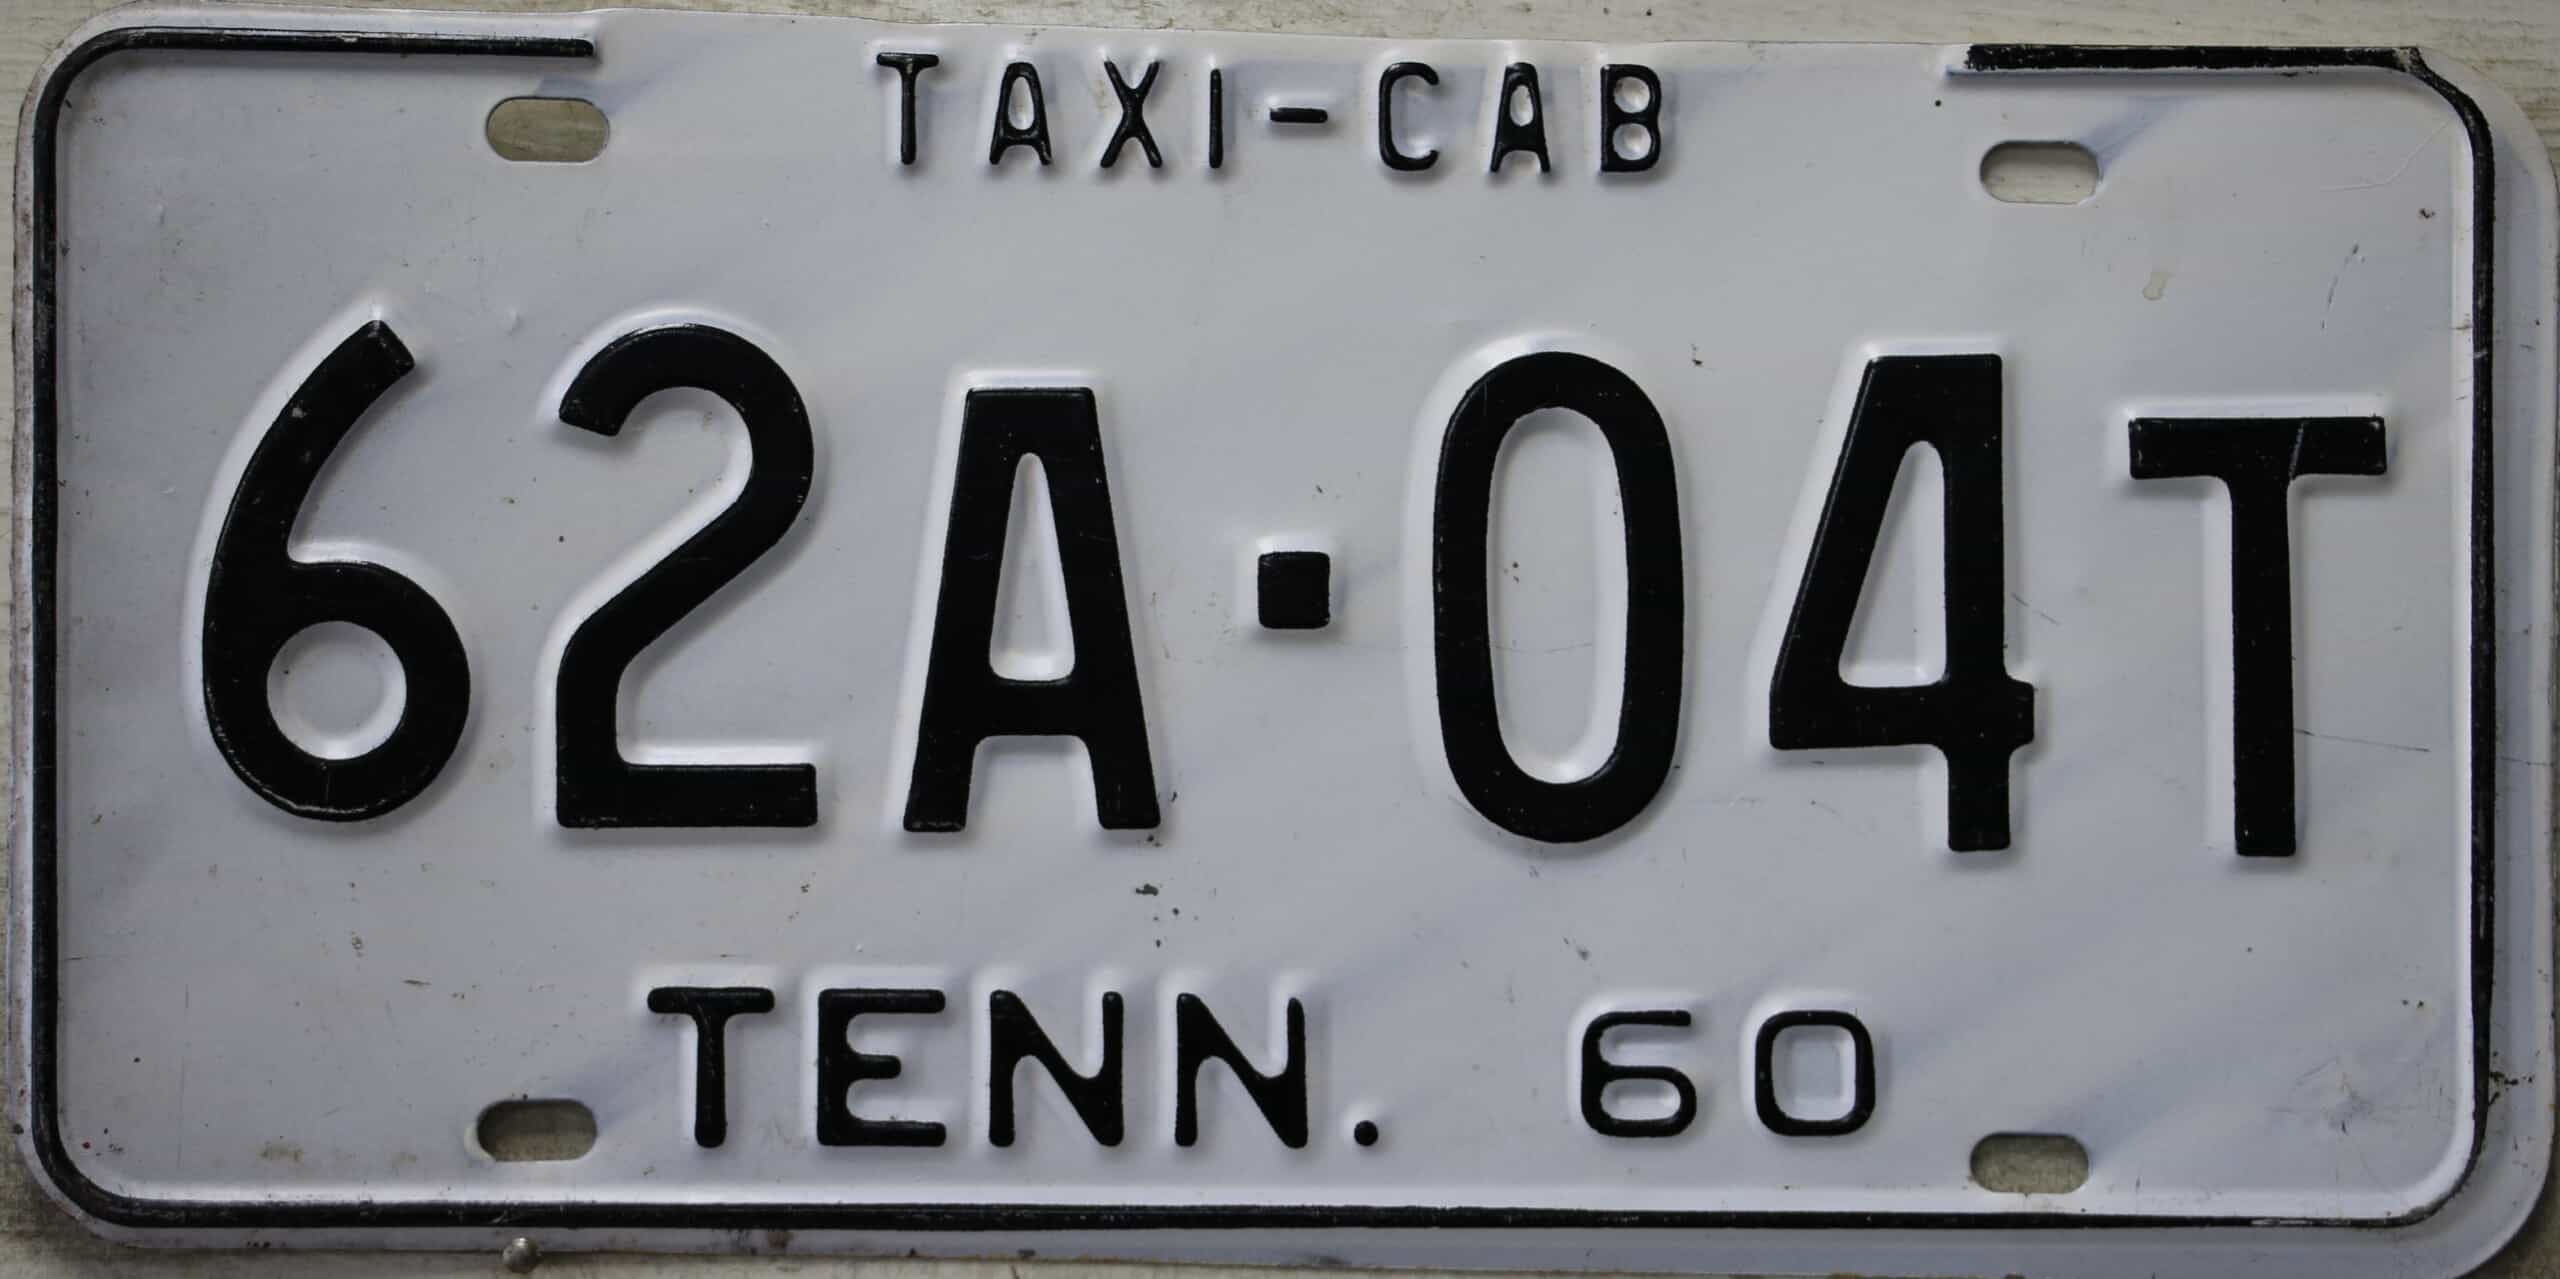 TAXI-CAB
62A·04T
TENN. 60